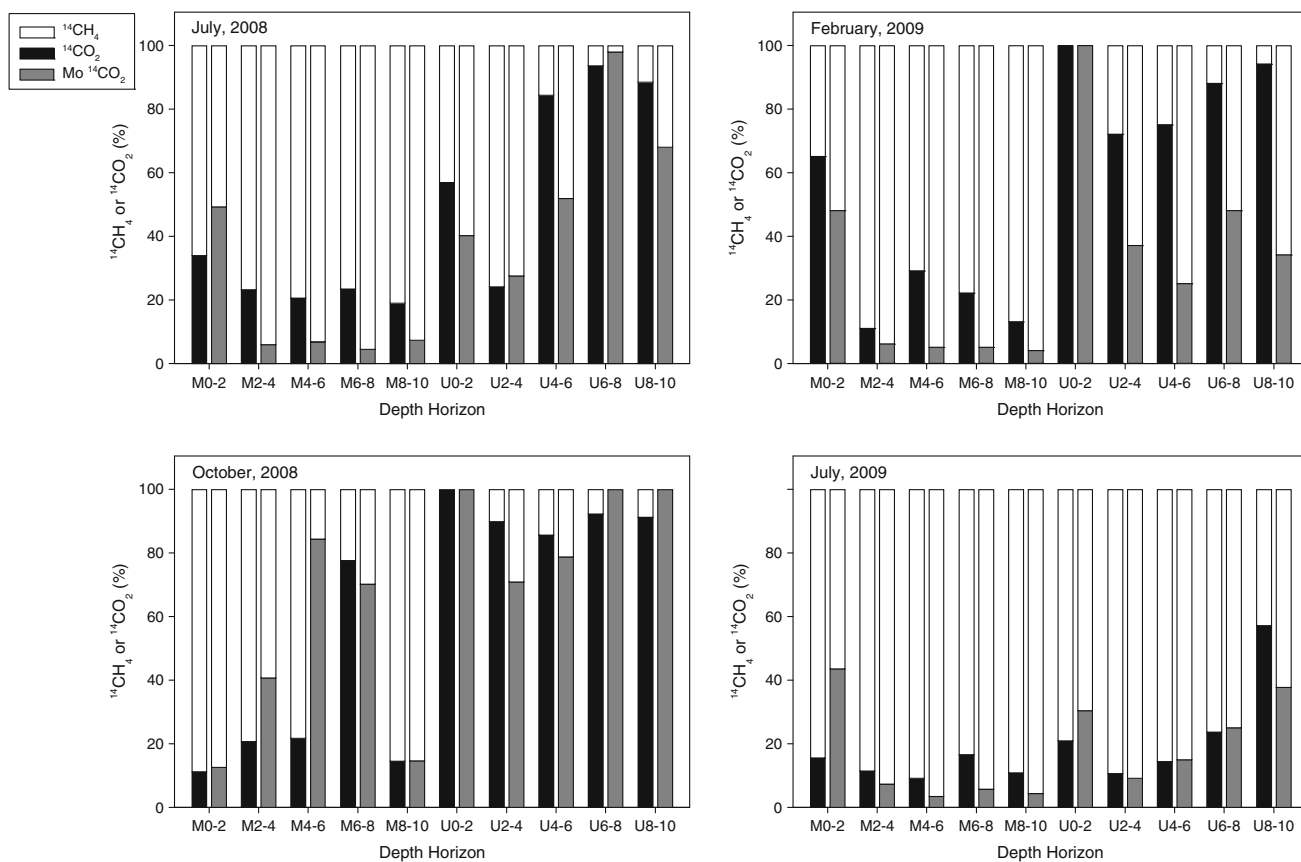 ¹⁴CH₄
¹⁴CO₂
Mo ¹⁴CO₂
July, 2008
100
80
60
40
20
0
¹⁴CH₄ or ¹⁴CO₂ (%)
M0-2 M2-4 M4-6 M6-8 M8-10 U0-2 U2-4 U4-6 U6-8 U8-10
Depth Horizon
February, 2009
100
80
60
40
20
0
¹⁴CH₄ or ¹⁴CO₂ (%)
M0-2 M2-4 M4-6 M6-8 M8-10 U0-2 U2-4 U4-6 U6-8 U8-10
Depth Horizon
October, 2008
100
80
60
40
20
0
¹⁴CH₄ or ¹⁴CO₂ (%)
M0-2 M2-4 M4-6 M6-8 M8-10 U0-2 U2-4 U4-6 U6-8 U8-10
Depth Horizon
July, 2009
80
60
40
20
0
¹⁴CH₄ or ¹⁴CO₂ (%)
M0-2 M2-4 M4-6 M6-8 M8-10 U0-2 U2-4 U4-6 U6-8 U8-10
Depth Horizon